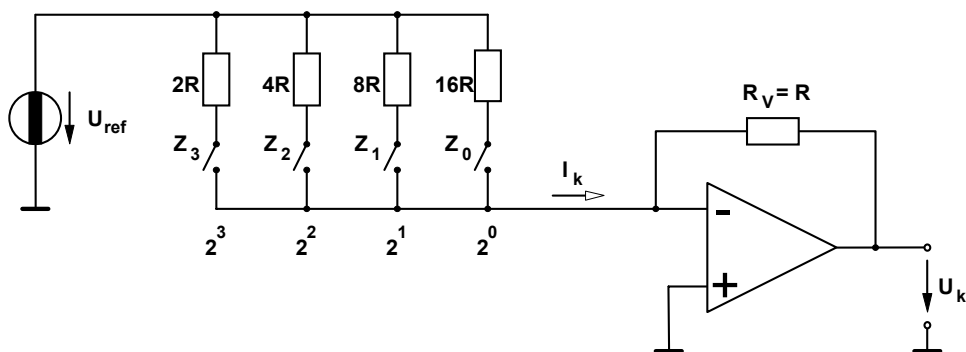 2R 4R 8R 16R
R_V = R
U_ref
Z_3 Z_2 Z_1 Z_0
I_k
-
2^3 2^2 2^1 2^0
+
U_k